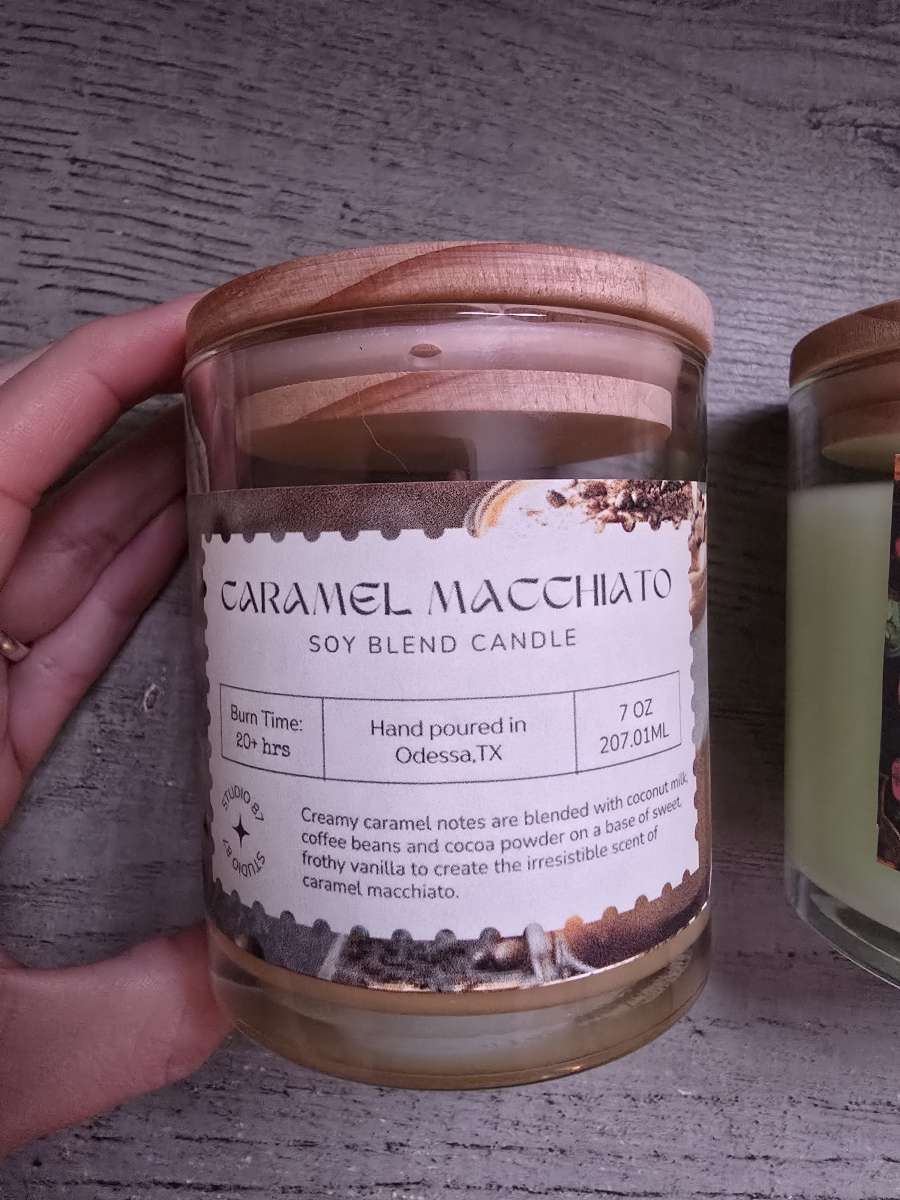 CARAMEL MACCHIATO
SOY BLEND CANDLE
Burn Time:
20+ hrs
Hand poured in
Odessa,TX
7 OZ
207.01ML
STUDIO 87
STUDIO 87
Creamy caramel notes are blended with coconut milk,
coffee beans and cocoa powder on a base of sweet,
frothy vanilla to create the irresistible scent of
caramel macchiato.